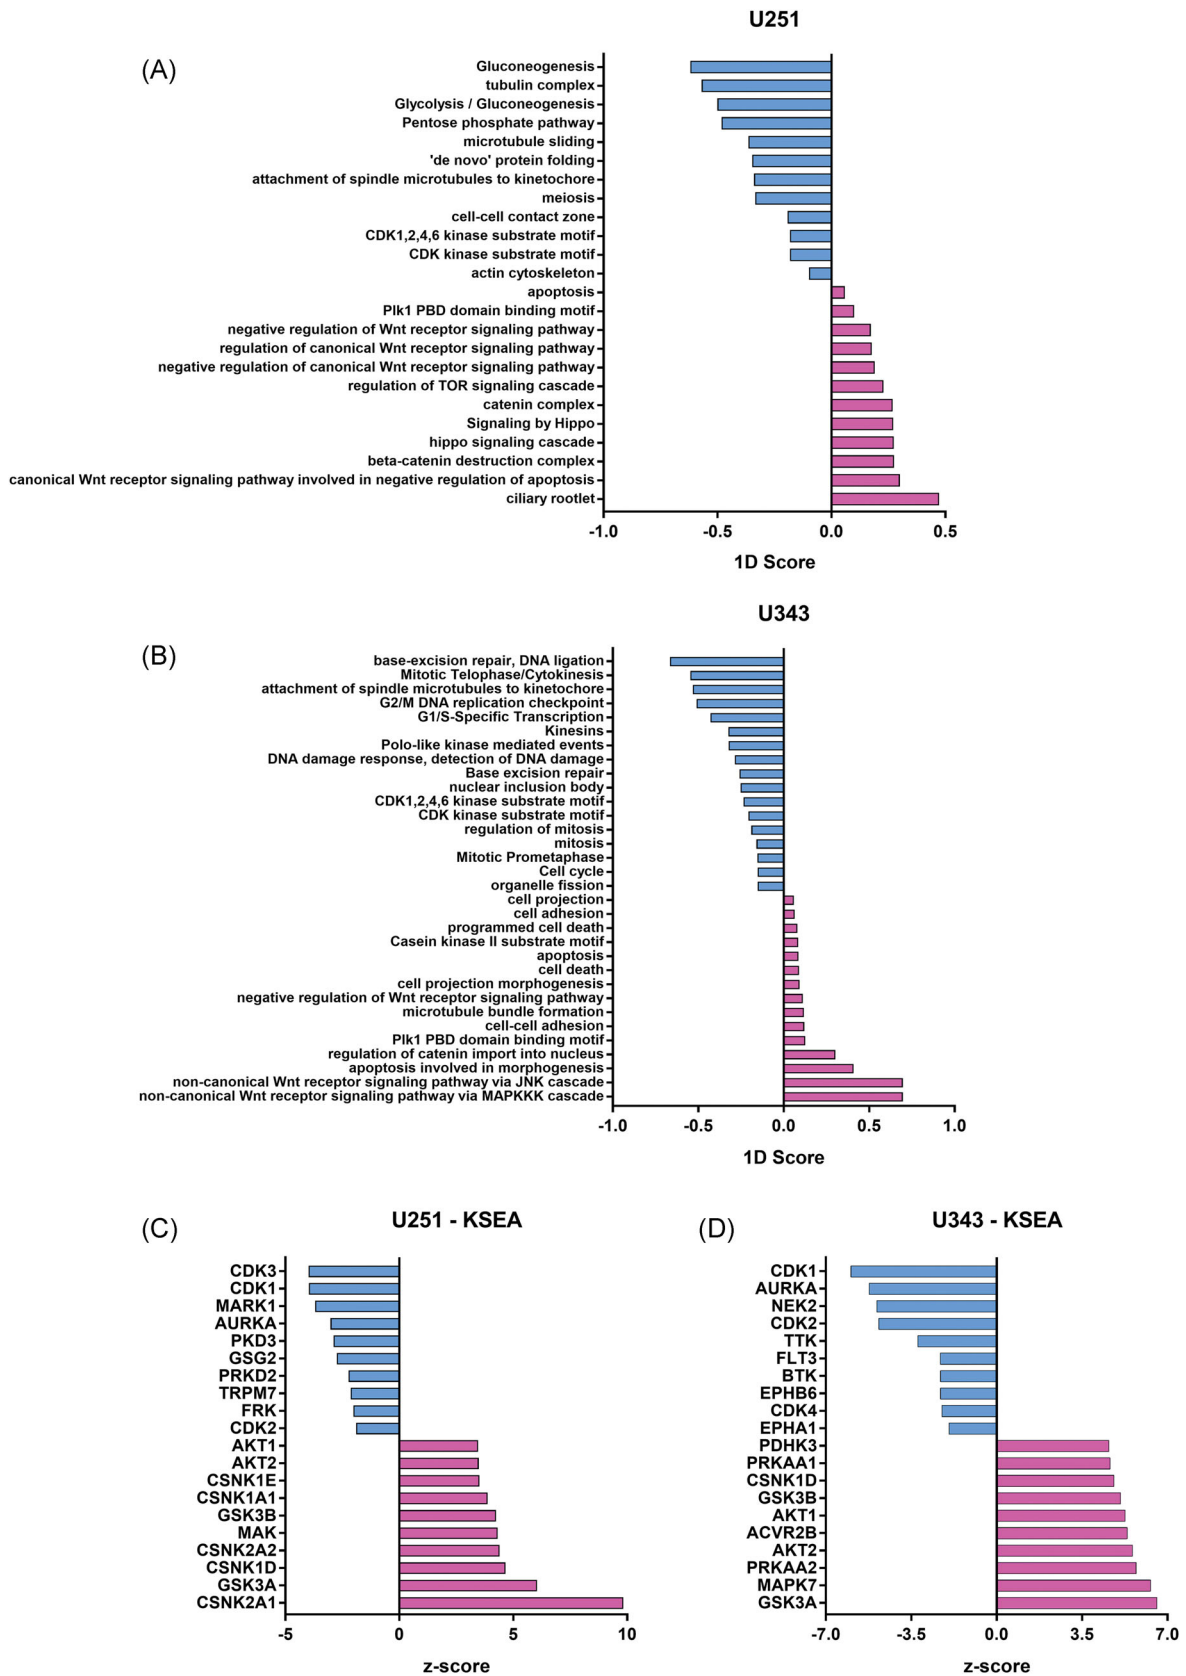 U251
(A)
Gluconeogenesis
tubulin complex
Glycolysis / Gluconeogenesis
Pentose phosphate pathway
microtubule sliding
'de novo' protein folding
attachment of spindle microtubules to kinetochore
meiosis
cell-cell contact zone
CDK1,2,4,6 kinase substrate motif
CDK kinase substrate motif
actin cytoskeleton
apoptosis
Plk1 PBD domain binding motif
negative regulation of Wnt receptor signaling pathway
regulation of canonical Wnt receptor signaling pathway
negative regulation of canonical Wnt receptor signaling pathway
regulation of TOR signaling cascade
catenin complex
Signaling by Hippo
hippo signaling cascade
beta-catenin destruction complex
canonical Wnt receptor signaling pathway involved in negative regulation of apoptosis
ciliary rootlet
-1.0 -0.5 0.0 0.5
1D Score
U343
(B)
base-excision repair, DNA ligation
Mitotic Telophase/Cytokinesis
attachment of spindle microtubules to kinetochore
G2/M DNA replication checkpoint
G1/S-Specific Transcription
Kinesins
Polo-like kinase mediated events
DNA damage response, detection of DNA damage
Base excision repair
nuclear inclusion body
CDK1,2,4,6 kinase substrate motif
CDK kinase substrate motif
regulation of mitosis
mitosis
Mitotic Prometaphase
Cell cycle
organelle fission
cell projection
cell adhesion
programmed cell death
Casein kinase II substrate motif
apoptosis
cell death
cell projection morphogenesis
negative regulation of Wnt receptor signaling pathway
microtubule bundle formation
cell-cell adhesion
Plk1 PBD domain binding motif
regulation of catenin import into nucleus
apoptosis involved in morphogenesis
non-canonical Wnt receptor signaling pathway via JNK cascade
non-canonical Wnt receptor signaling pathway via MAPKKK cascade
-1.0 -0.5 0.0 0.5 1.0
1D Score
(C)
U251 - KSEA
CDK3
CDK1
MARK1
AURKA
PKD3
GSG2
PRKD2
TRPM7
FRK
CDK2
AKT1
AKT2
CSNK1E
CSNK1A1
GSK3B
MAK
CSNK2A2
CSNK1D
GSK3A
CSNK2A1
-5 0 5 10
z-score
(D)
U343 - KSEA
CDK1
AURKA
NEK2
CDK2
TTK
FLT3
BTK
EPHB6
CDK4
EPHA1
PDHK3
PRKAA1
CSNK1D
GSK3B
AKT1
ACVR2B
AKT2
PRKAA2
MAPK7
GSK3A
-7.0 -3.5 0.0 3.5 7.0
z-score